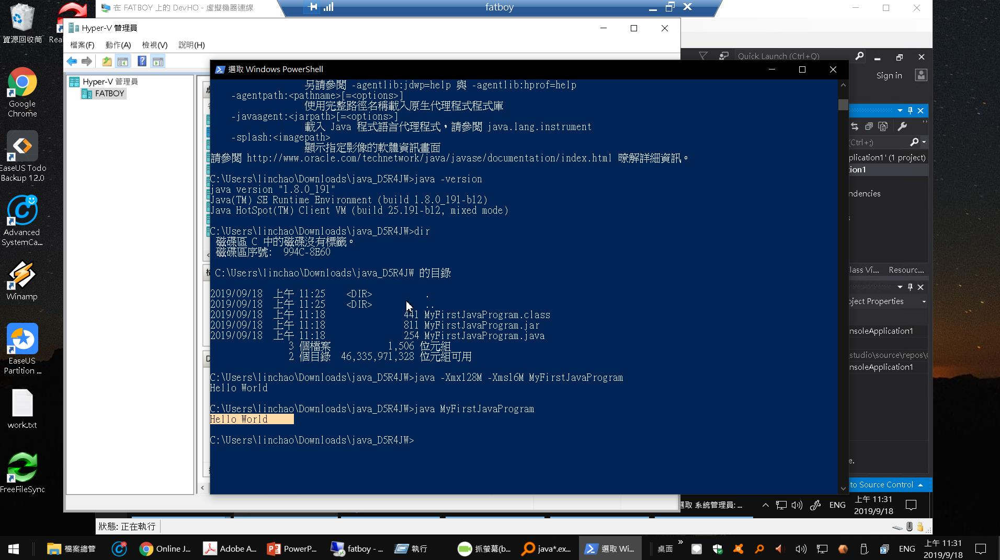 資源回收筒
Google
Chrome
EaseUS Todo
Backup 12.0
Advanced
SystemCa...
Winamp
EaseUS
Partition ...
work.txt
FreeFileSync
在 FATBOY 上的 DevHO - 虛擬機器連線
fatboy
Hyper-V 管理員
檔案(F) 動作(A) 檢視(V) 說明(H)
Hyper-V 管理員
FATBOY
Quick Launch (Ctrl+Q)
Sign in
選取 Windows PowerShell
另請參閱 -agentlib:jdwp=help 與 -agentlib:hprof=help
-agentpath:<pathname>[=<options>]
使用完整路徑名稱載入原生代理程式程式庫
-javaagent:<jarpath>[=<options>]
載入 Java 程式語言代理程式，請參閱 java.lang.instrument
-splash:<imagepath>
顯示指定影像的軟體資訊畫面
請參閱 http://www.oracle.com/technetwork/java/javase/documentation/index.html 瞭解詳細資訊。
C:\Users\linchao\Downloads\java_D5R4JW>java -version
java version "1.8.0_191"
Java(TM) SE Runtime Environment (build 1.8.0_191-b12)
Java HotSpot(TM) Client VM (build 25.191-b12, mixed mode)
C:\Users\linchao\Downloads\java_D5R4JW>dir
磁碟區 C 中的磁碟沒有標籤。
磁碟區序號:  994C-8E60
C:\Users\linchao\Downloads\java_D5R4JW 的目錄
2019/09/18  上午 11:25    <DIR>          .
2019/09/18  上午 11:25    <DIR>          ..
2019/09/18  上午 11:18               441 MyFirstJavaProgram.class
2019/09/18  上午 11:18               811 MyFirstJavaProgram.jar
2019/09/18  上午 11:18               254 MyFirstJavaProgram.java
3 個檔案           1,506 位元組
2 個目錄  46,335,971,328 位元組可用
C:\Users\linchao\Downloads\java_D5R4JW>java -Xmx128M -Xms16M MyFirstJavaProgram
Hello World
C:\Users\linchao\Downloads\java_D5R4JW>java MyFirstJavaProgram
Hello World
C:\Users\linchao\Downloads\java_D5R4JW>
(Ctrl+;)
plication1' (1 project)
tion1
ndencies
lass Vi... Resourc...
ject Properties
nsoleApplication1
studio\source\repos\
nsoleApplication1
to Source Control
選取 系統管理員: ... ENG 上午 11:31
2019/9/18
狀態: 正在執行
檔案總管 Online J... Adobe A... PowerP... fatboy - ... 執行 抓螢幕(b... java*.ex... 選取 Wi... 桌面 ENG 上午 11:31
2019/9/18